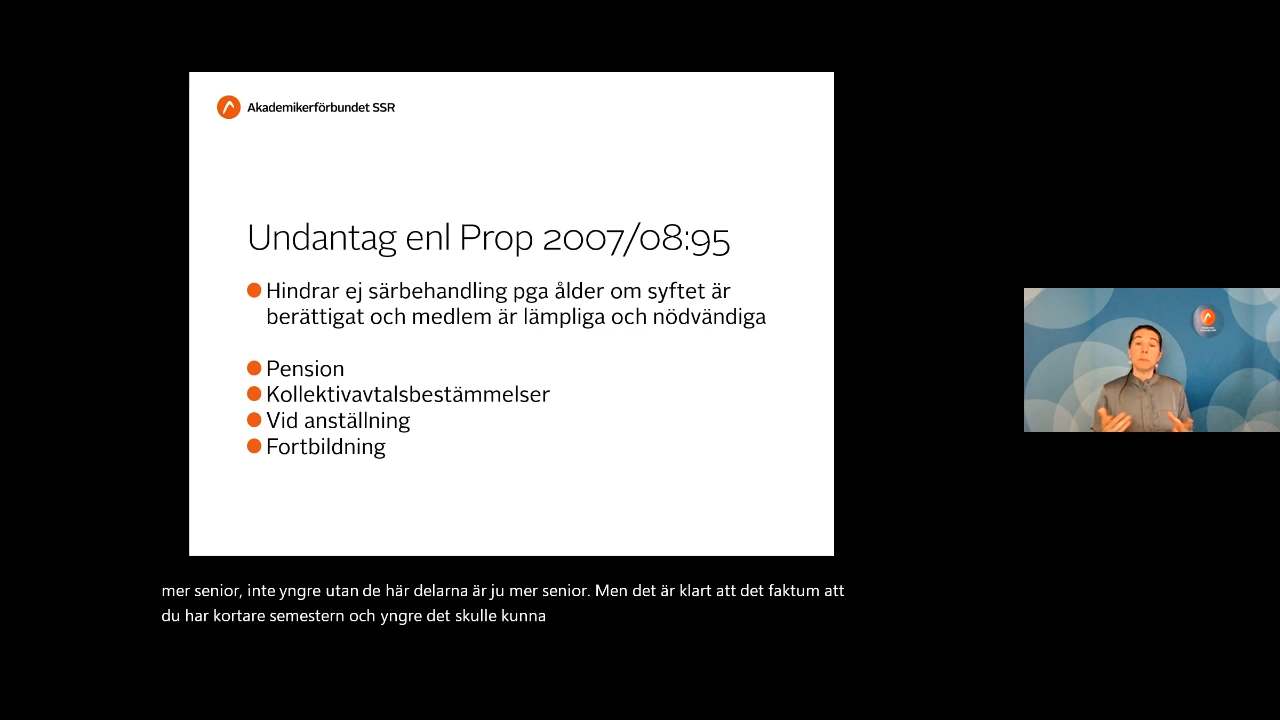 Akademikerförbundet SSR
Undantag enl Prop 2007/08:95
Hindrar ej särbehandling pga ålder om syftet är
berättigat och medlem är lämpliga och nödvändiga
Pension
Kollektivavtalsbestämmelser
Vid anställning
Fortbildning
mer senior, inte yngre utan de här delarna är ju mer senior. Men det är klart att det faktum att
du har kortare semestern och yngre det skulle kunna